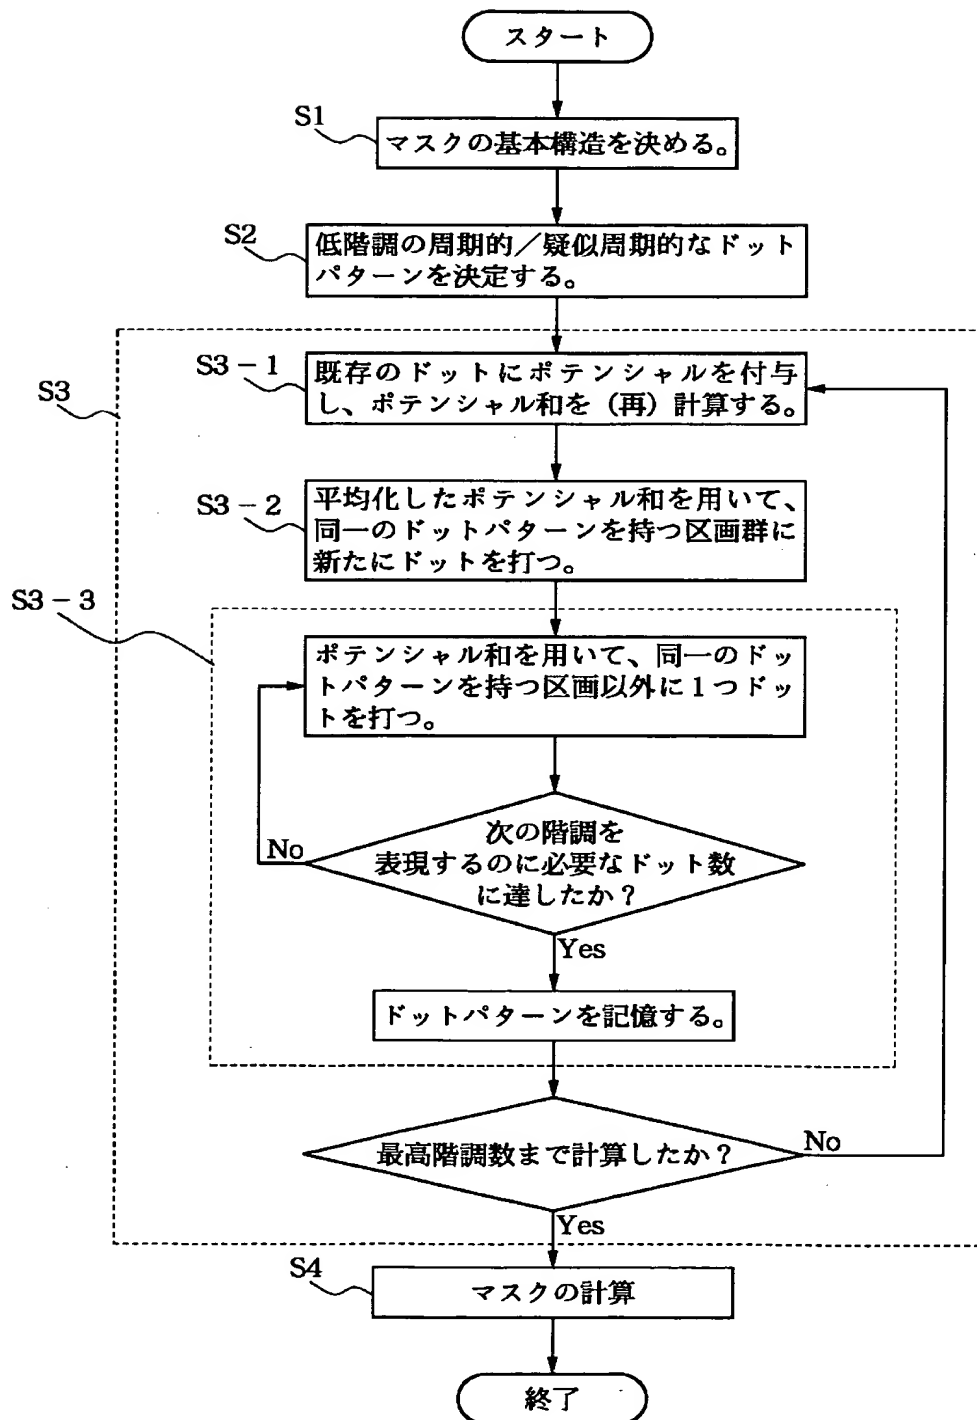 スタート
S1
マスクの基本構造を決める。
S2
低階調の周期的／疑似周期的なドット
パターンを決定する。
S3
S3－1
既存のドットにポテンシャルを付与
し、ポテンシャル和を（再）計算する。
S3－2
平均化したポテンシャル和を用いて、
同一のドットパターンを持つ区画群に
新たにドットを打つ。
S3－3
ポテンシャル和を用いて、同一のドッ
トパターンを持つ区画以外に１つドット
を打つ。
次の階調を
表現するのに必要なドット数
に達したか？
No
Yes
ドットパターンを記憶する。
最高階調数まで計算したか？
No
Yes
S4
マスクの計算
終了